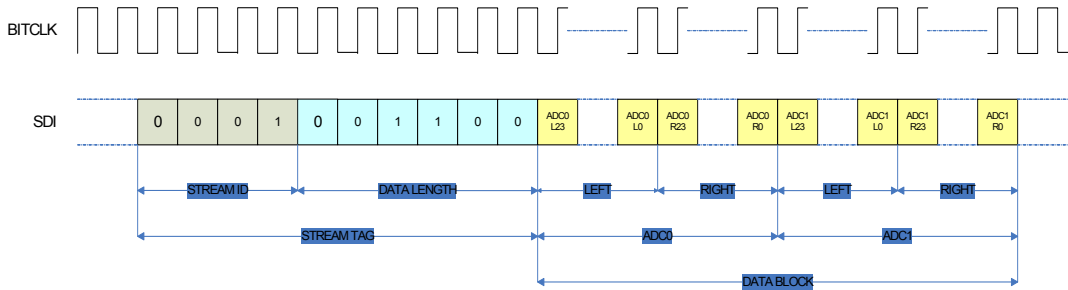 BITCLK
SDI
0 0 0 1 0 0 1 1 0 0
ADC0 L23
ADC0 L0
ADC0 R23
ADC0 R0
ADC1 L23
ADC1 L0
ADC1 R23
ADC1 R0
STREAM ID DATA LENGTH LEFT RIGHT LEFT RIGHT
STREAM TAG ADC0 ADC1
DATA BLOCK